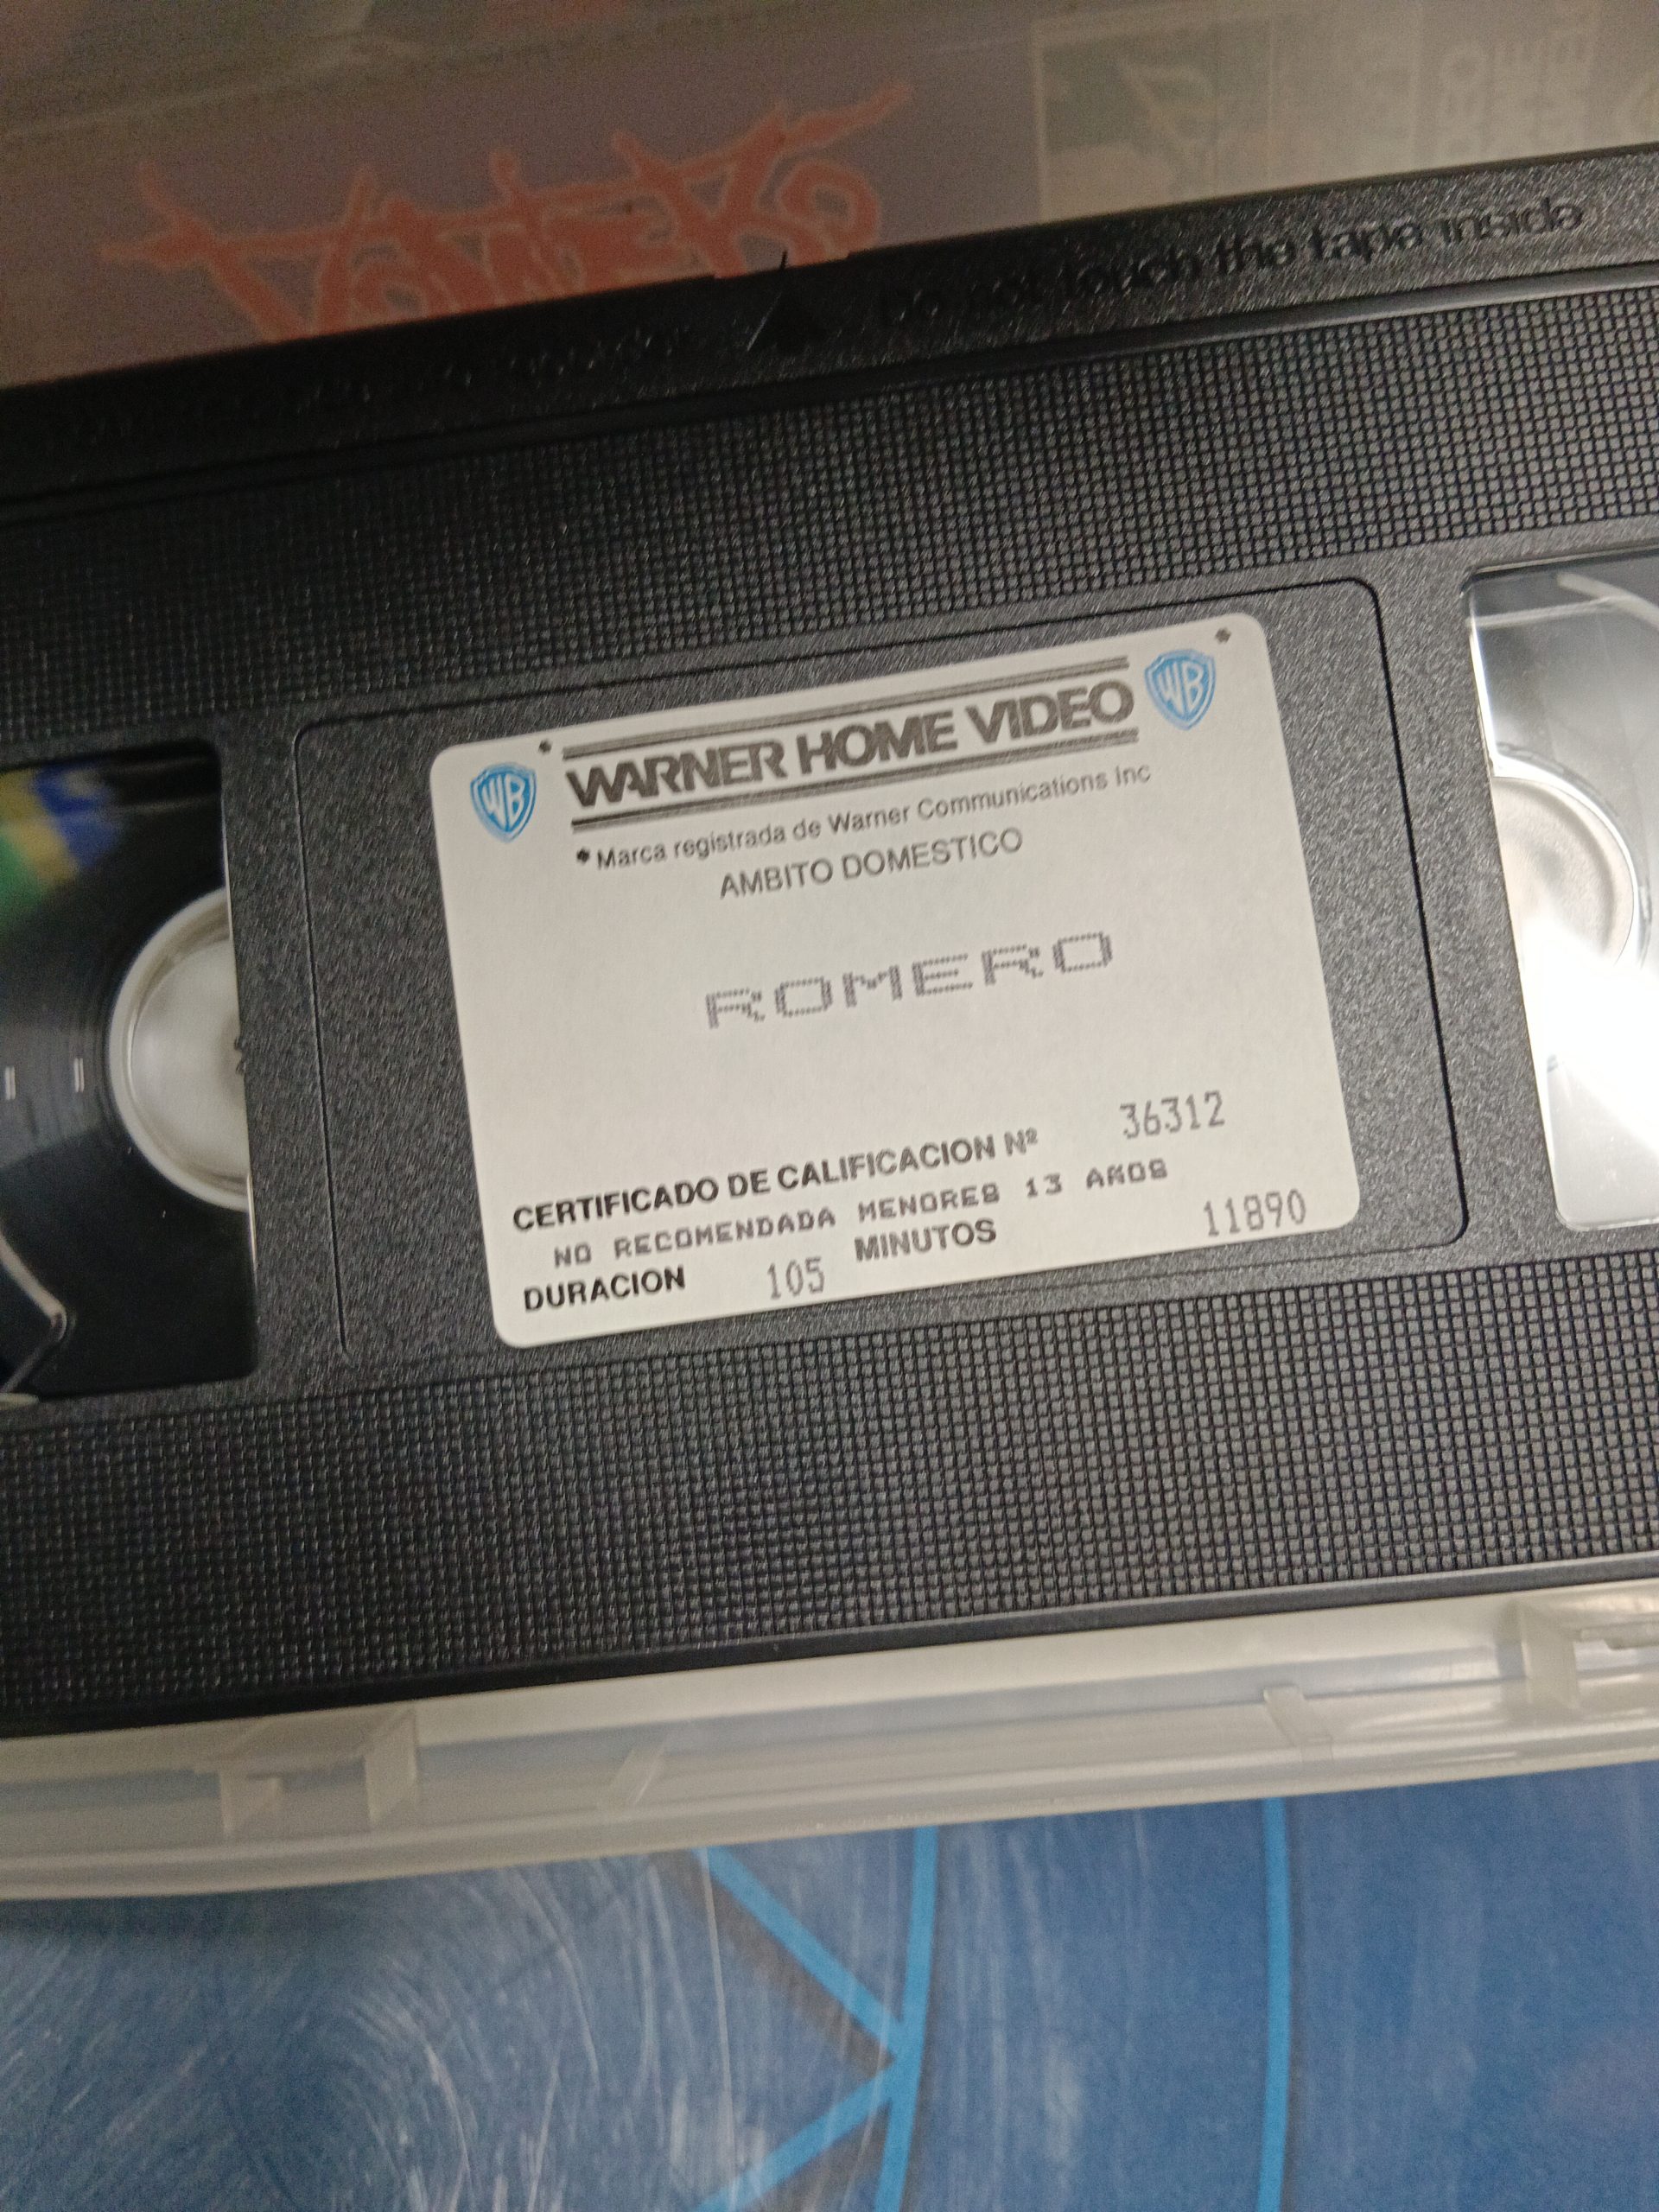 ROMERO
Do not touch the tape inside
WB
WARNER HOME VIDEO
WB
* Marca registrada de Warner Communications Inc
AMBITO DOMESTICO
ROMERO
CERTIFICADO DE CALIFICACION Nº 36312
NO RECOMENDADA MENORES 13 AÑOS
DURACION 105 MINUTOS 11890